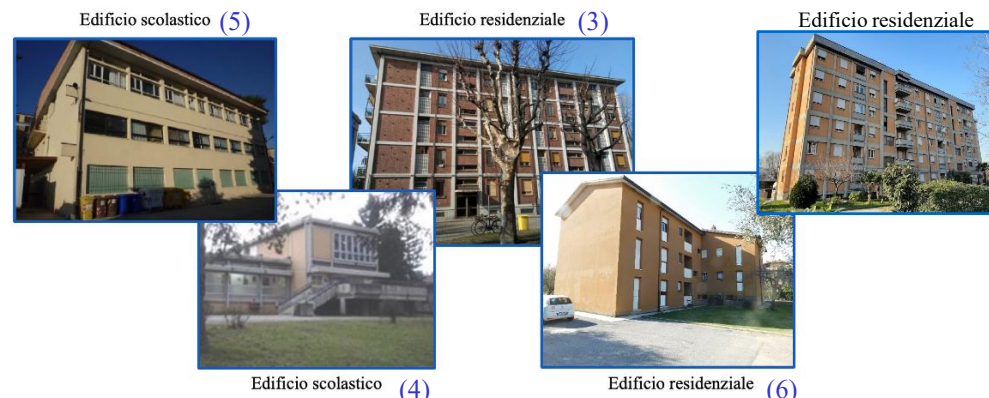 Edificio scolastico (5)
Edificio residenziale (3)
Edificio residenziale
Edificio scolastico (4)
Edificio residenziale (6)